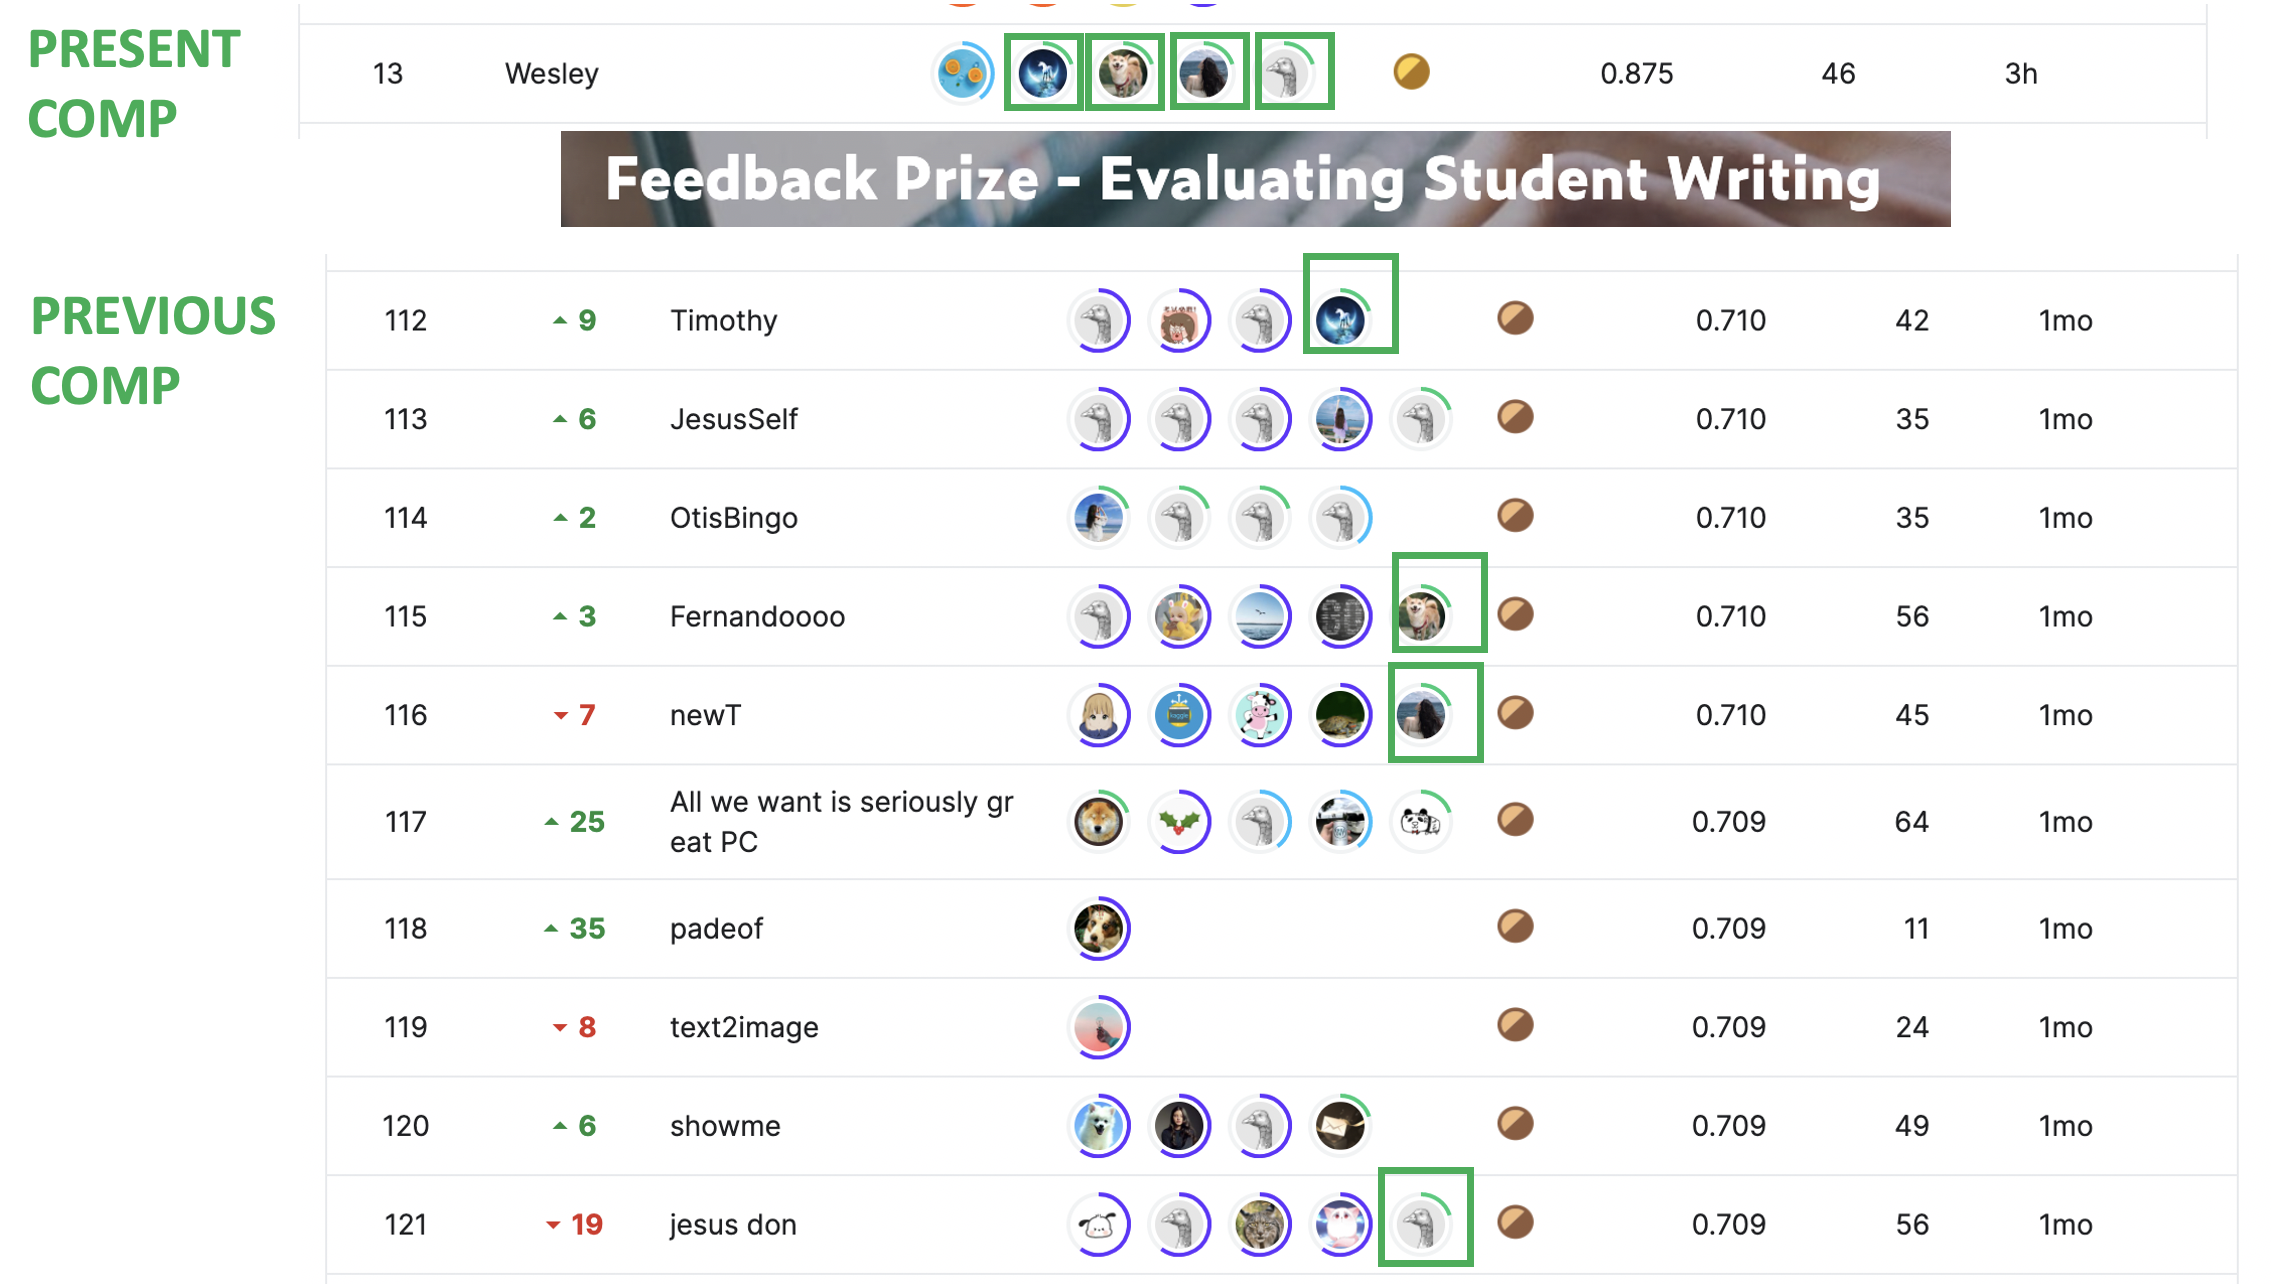 PRESENT
COMP
13 Wesley 0.875 46 3h
Feedback Prize - Evaluating Student Writing
PREVIOUS
COMP
112 9 Timothy 0.710 42 1mo
113 6 JesusSelf 0.710 35 1mo
114 2 OtisBingo 0.710 35 1mo
115 3 Fernandoooo 0.710 56 1mo
116 7 newT 0.710 45 1mo
117 25 All we want is seriously gr
eat PC 0.709 64 1mo
118 35 padeof 0.709 11 1mo
119 8 text2image 0.709 24 1mo
120 6 showme 0.709 49 1mo
121 19 jesus don 0.709 56 1mo